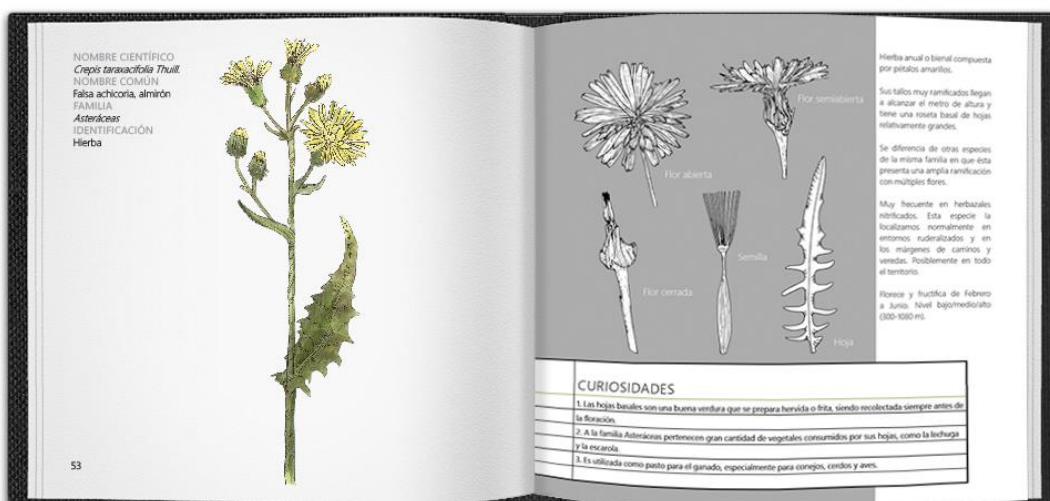 NOMBRE CIENTÍFICO
Crepis taraxacifolia Thuill.
NOMBRE COMÚN
Falsa achicoria, almirón
FAMILIA
Asteráceas
IDENTIFICACIÓN
Hierba
53
Flor abierta
Flor semiabierta
Flor cerrada
Semilla
Hoja
Hierba anual o bienal compuesta
por pétalos amarillos.
Sus tallos muy ramificados llegan
a alcanzar el metro de altura y
tiene una roseta basal de hojas
relativamente grandes.
Se diferencia de otras especies
de la misma familia en que ésta
presenta una amplia ramificación
con múltiples flores.
Muy frecuente en herbazales
nitrificados. Esta especie la
localizamos normalmente en
entornos ruderalizados y en
los márgenes de caminos y
veredas. Posiblemente en todo
el territorio.
Florece y fructifica de Febrero
a Junio. Nivel bajo/medio/alto
(300-1080 m).
CURIOSIDADES
1. Las hojas basales son una buena verdura que se prepara hervida o frita, siendo recolectada siempre antes de
la floración.
2. A la familia Asteráceas pertenecen gran cantidad de vegetales consumidos por sus hojas, como la lechuga
y la escarola.
3. Es utilizada como pasto para el ganado, especialmente para conejos, cerdos y aves.